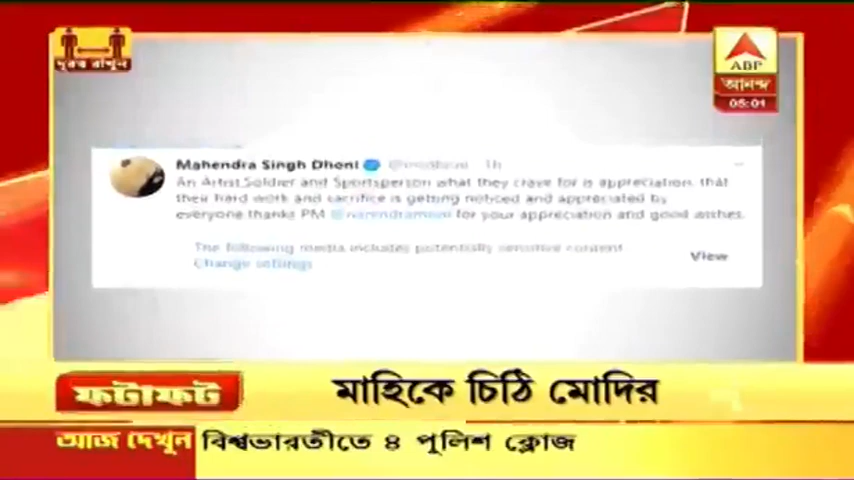 দূরত্ব রাখুন
ABP
আনন্দ
05:01
Mahendra Singh Dhoni @msdhoni · 1h
An Artist,Soldier and Sportsperson what they crave for is appreciation, that
their hard work and sacrifice is getting noticed and appreciated by
everyone.thanks PM @narendramodi for your appreciation and good wishes.
The following media includes potentially sensitive content.
Change settings
View
ফটাফট
মাহিকে চিঠি মোদির
আজ দেখুন
বিশ্বভারতীতে ৪ পুলিশ ক্লোজ